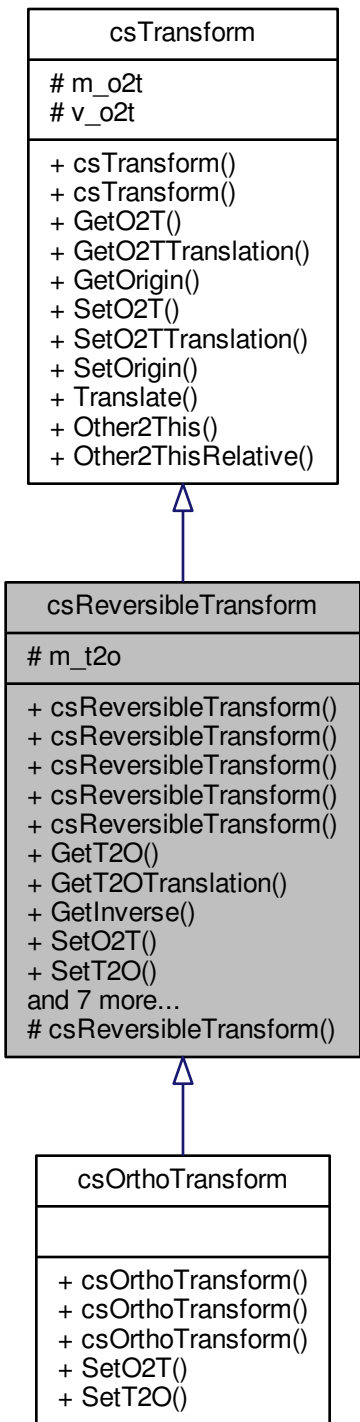 csTransform
# m_o2t
# v_o2t
+ csTransform()
+ csTransform()
+ GetO2T()
+ GetO2TTranslation()
+ GetOrigin()
+ SetO2T()
+ SetO2TTranslation()
+ SetOrigin()
+ Translate()
+ Other2This()
+ Other2ThisRelative()
csReversibleTransform
# m_t2o
+ csReversibleTransform()
+ csReversibleTransform()
+ csReversibleTransform()
+ csReversibleTransform()
+ csReversibleTransform()
+ GetT2O()
+ GetT2OTranslation()
+ GetInverse()
+ SetO2T()
+ SetT2O()
and 7 more...
# csReversibleTransform()
csOrthoTransform
+ csOrthoTransform()
+ csOrthoTransform()
+ csOrthoTransform()
+ SetO2T()
+ SetT2O()